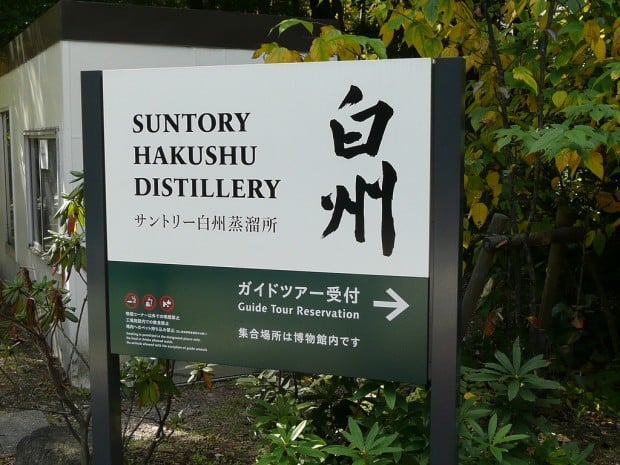 SUNTORY
HAKUSHU
DISTILLERY
サントリー白州蒸溜所
白州
ガイドツアー受付
Guide Tour Reservation
集合場所は博物館内です